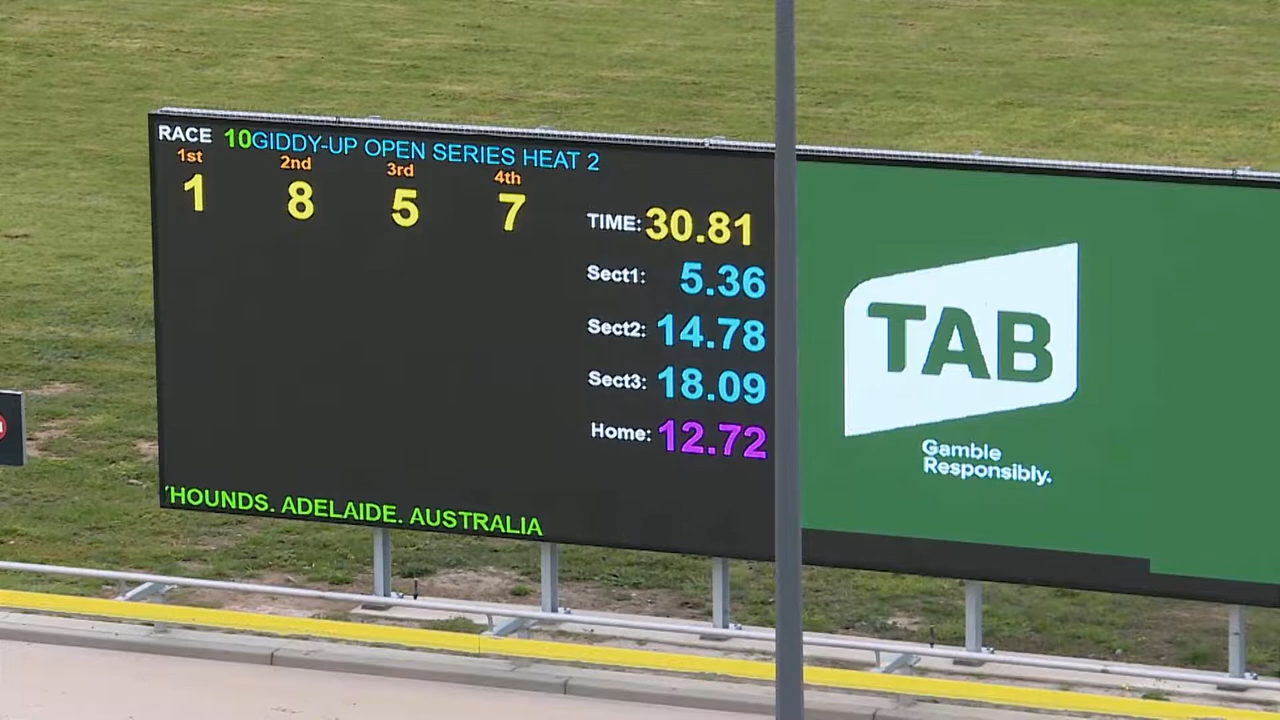 RACE 10GIDDY-UP OPEN SERIES HEAT 2
1st 2nd 3rd 4th
1 8 5 7
TIME: 30.81
Sect1: 5.36
Sect2: 14.78
Sect3: 18.09
Home: 12.72
'HOUNDS. ADELAIDE. AUSTRALIA
TAB
Gamble
Responsibly.